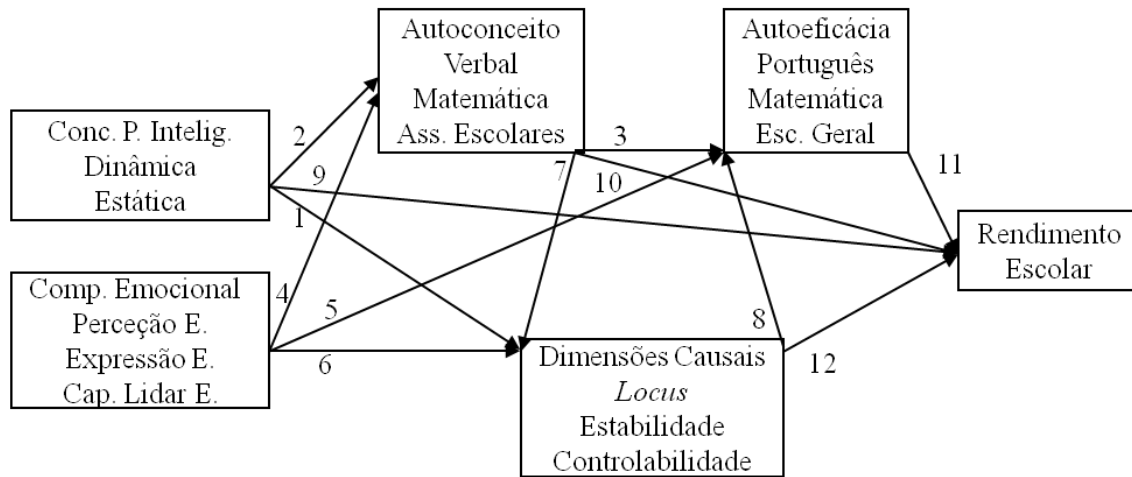 Autoconceito
Verbal
Matemática
Ass. Escolares
Autoeficácia
Português
Matemática
Esc. Geral
Conc. P. Intelig.
Dinâmica
Estática
2
9
1
3
7
10
11
Rendimento
Escolar
Comp. Emocional
Perceção E.
Expressão E.
Cap. Lidar E.
4
5
6
8
12
Dimensões Causais
Locus
Estabilidade
Controlabilidade